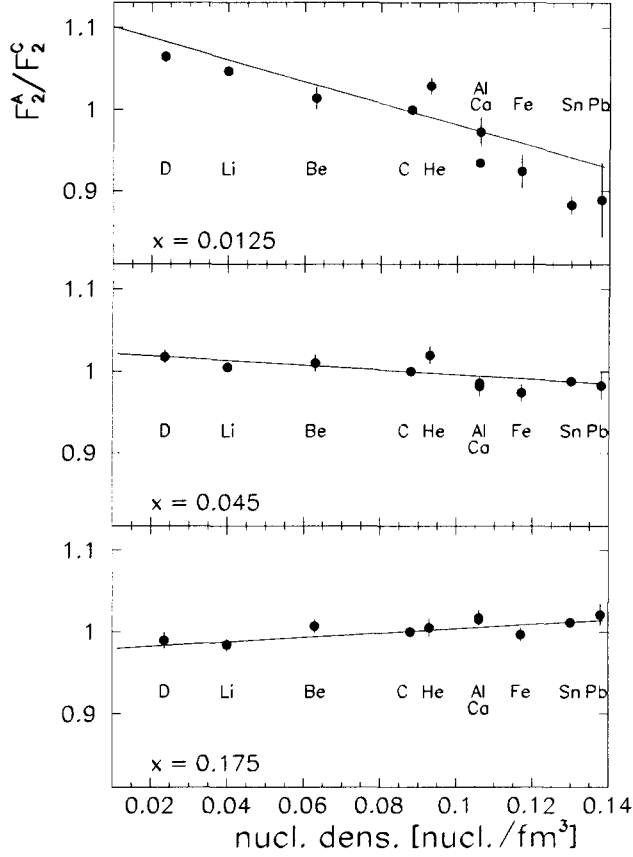 F₂ᴬ/F₂ꟲ
1.1
1
0.9
Al
Ca Fe Sn Pb
D Li Be C He
x = 0.0125
1.1
1
0.9
D Li Be C He Al Fe Sn Pb
Ca
x = 0.045
1.1
1
0.9
D Li Be C He Al Fe Sn Pb
Ca
x = 0.175
0.02 0.04 0.06 0.08 0.1 0.12 0.14
nucl. dens. [nucl./fm³]